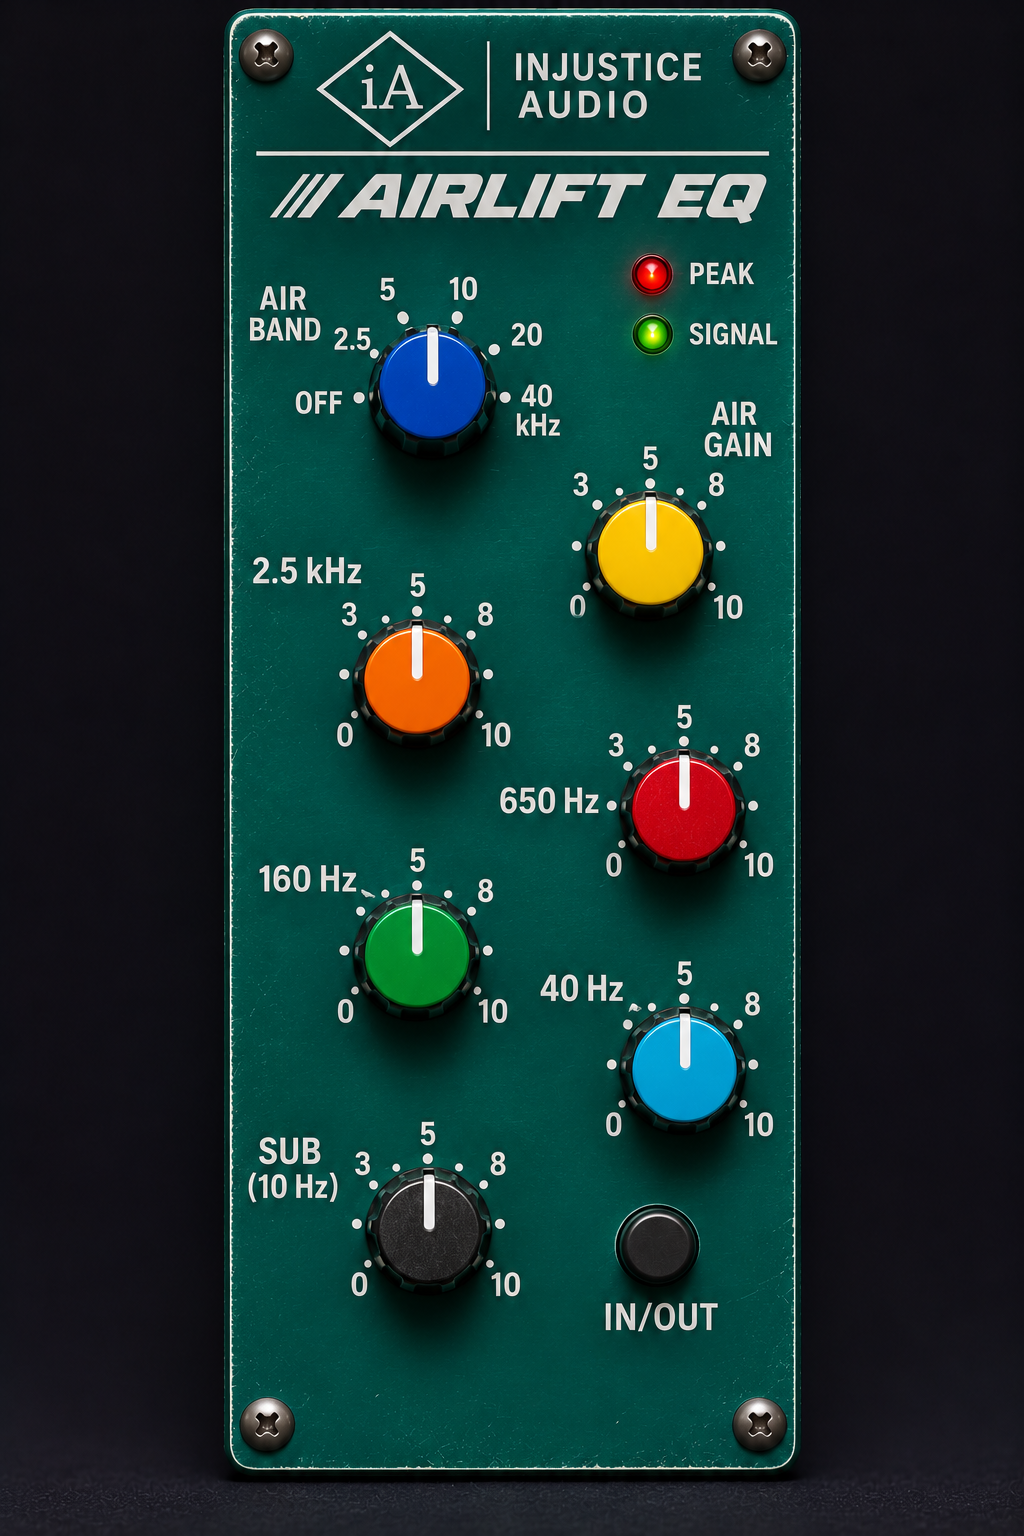 iA
INJUSTICE
AUDIO
AIRLIFT EQ
PEAK
SIGNAL
AIR
BAND
OFF
2.5
5
10
20
40
kHz
AIR
GAIN
0
3
5
8
10
2.5 kHz
0
3
5
8
10
650 Hz
0
3
5
8
10
160 Hz
0
5
8
10
40 Hz
0
5
8
10
SUB
(10 Hz)
0
3
5
8
10
IN/OUT